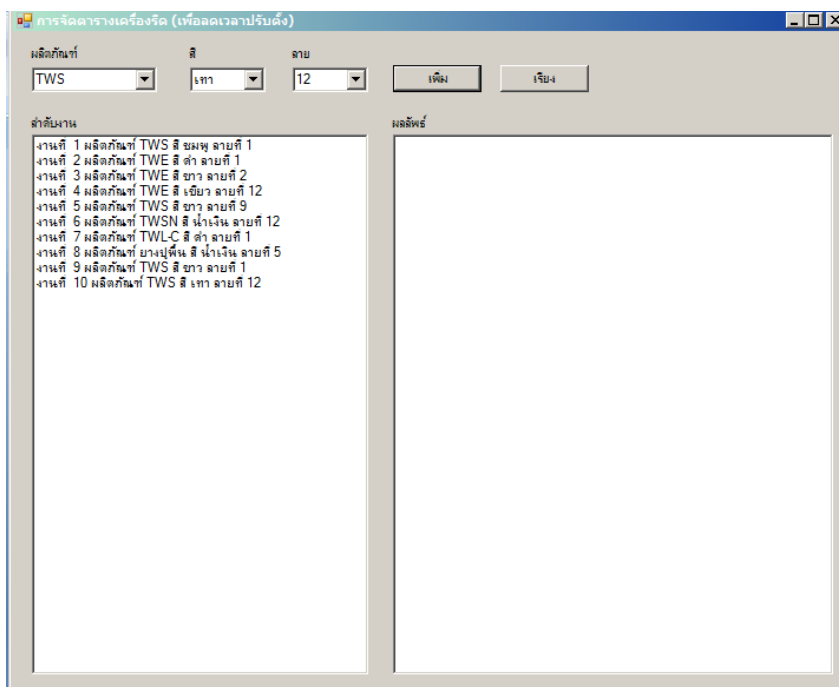 การจัดตารางเครื่องรีด (เพื่อลดเวลาปรับตั้ง)
ผลิตภัณฑ์ สี ลาย
TWS เทา 12 เพิ่ม เรียง
ลำดับงาน ผลลัพธ์
งานที่ 1 ผลิตภัณฑ์ TWS สี ชมพู ลายที่ 1
งานที่ 2 ผลิตภัณฑ์ TWE สี ดำ ลายที่ 1
งานที่ 3 ผลิตภัณฑ์ TWE สี ขาว ลายที่ 2
งานที่ 4 ผลิตภัณฑ์ TWE สี เขียว ลายที่ 12
งานที่ 5 ผลิตภัณฑ์ TWS สี ขาว ลายที่ 9
งานที่ 6 ผลิตภัณฑ์ TWSN สี น้ำเงิน ลายที่ 12
งานที่ 7 ผลิตภัณฑ์ TWL-C สี ดำ ลายที่ 1
งานที่ 8 ผลิตภัณฑ์ ยางปูพื้น สี น้ำเงิน ลายที่ 5
งานที่ 9 ผลิตภัณฑ์ TWS สี ขาว ลายที่ 1
งานที่ 10 ผลิตภัณฑ์ TWS สี เทา ลายที่ 12